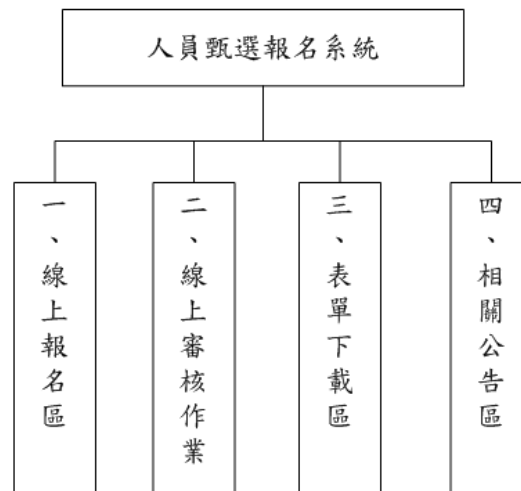 人員甄選報名系統
一、線上報名區
二、線上審核作業
三、表單下載區
四、相關公告區